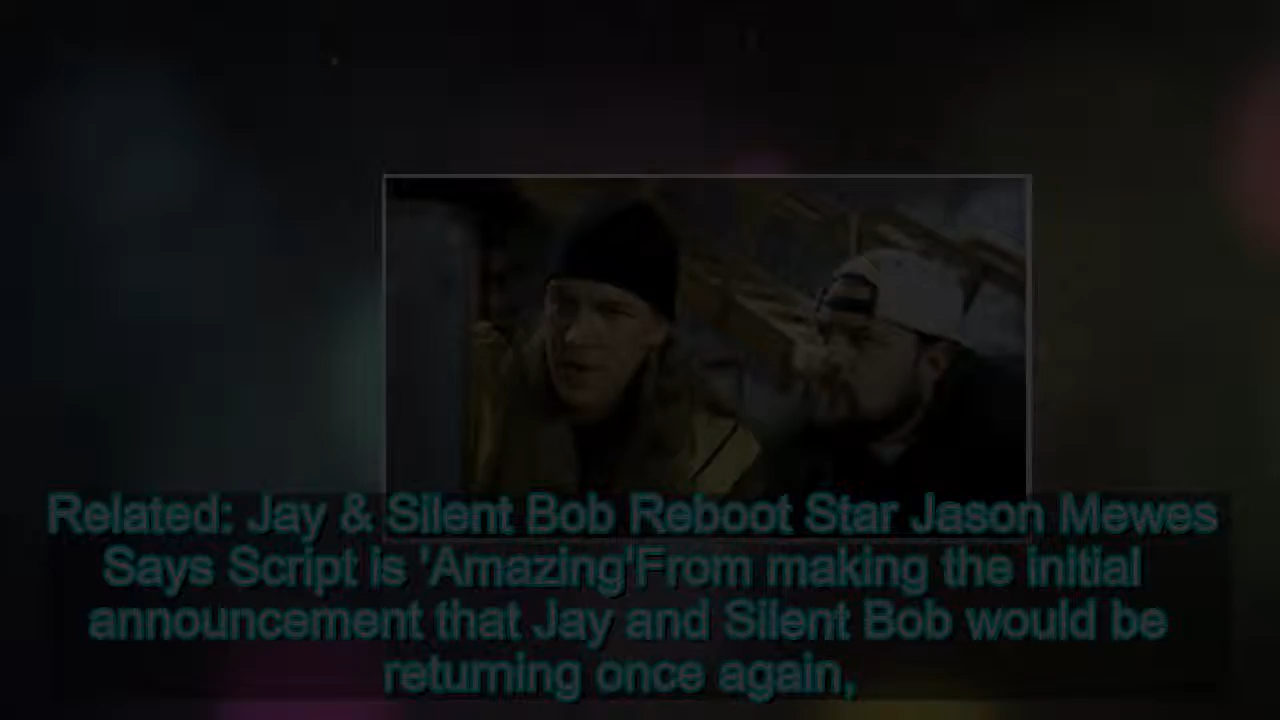 Related: Jay & Silent Bob Reboot Star Jason Mewes
Says Script is 'Amazing'From making the initial
announcement that Jay and Silent Bob would be
returning once again,